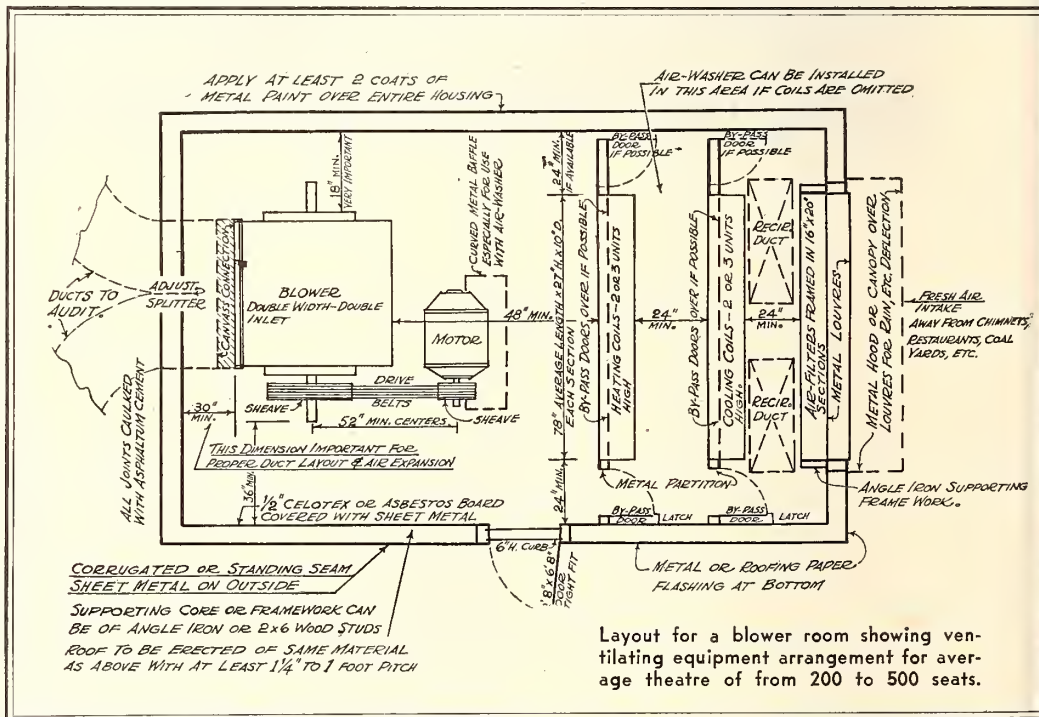 APPLY AT LEAST 2 COATS OF
METAL PAINT OVER ENTIRE HOUSING
AIR-WASHER CAN BE INSTALLED
IN THIS AREA IF COILS ARE OMITTED
18" MIN.
VERY IMPORTANT
CURVED METAL BAFFLE
ESPECIALLY FOR USE
WITH AIR-WASHER
24" MIN.
IF AVAILABLE
BY-PASS
DOOR
IF POSSIBLE
BY-PASS
DOOR
IF POSSIBLE
DUCTS TO
AUDIT.
ADJUST.
SPLITTER
CANVASS CONNECTION
BLOWER
DOUBLE WIDTH-DOUBLE
INLET
MOTOR
48" MIN.
78" AVERAGE LENGTH x 27" H. x 10" D.
EACH SECTION
BY-PASS DOORS, OVER IF POSSIBLE
HEATING COILS-2 OR 3 UNITS
HIGH
24"
MIN.
BY-PASS DOORS OVER IF POSSIBLE
COOLING COILS-2 OR 3 UNITS
HIGH.
RECIR.
DUCT
24"
MIN.
RECIR.
DUCT
AIR-FILTERS FRAMED IN 16"x20"
SECTIONS
METAL LOUVRES
METAL HOOD OR CANOPY OVER
LOUVRES FOR RAIN, ETC. DEFLECTION
FRESH AIR
INTAKE
AWAY FROM CHIMNEYS,
RESTAURANTS, COAL
YARDS, ETC.
DRIVE
BELTS
SHEAVE
SHEAVE
52" MIN. CENTERS
30"
MIN.
THIS DIMENSION IMPORTANT FOR
PROPER DUCT LAYOUT & AIR EXPANSION
ALL JOINTS CAULKED
WITH ASPHALTUM CEMENT
36" MIN.
1/2" CELOTEX OR ASBESTOS BOARD
COVERED WITH SHEET METAL
24" MIN.
METAL PARTITION
ANGLE IRON SUPPORTING
FRAME WORK.
BY-PASS
DOOR
LATCH
BY-PASS
DOOR
LATCH
6" H. CURB
8" x 6'8"
DOOR
TIGHT FIT
METAL OR ROOFING PAPER
FLASHING AT BOTTOM
CORRUGATED OR STANDING SEAM
SHEET METAL ON OUTSIDE
SUPPORTING CORE OR FRAMEWORK CAN
BE OF ANGLE IRON OR 2x6 WOOD STUDS
ROOF TO BE ERECTED OF SAME MATERIAL
AS ABOVE WITH AT LEAST 1 1/4" TO 1 FOOT PITCH
Layout for a blower room showing ven-
tilating equipment arrangement for aver-
age theatre of from 200 to 500 seats.